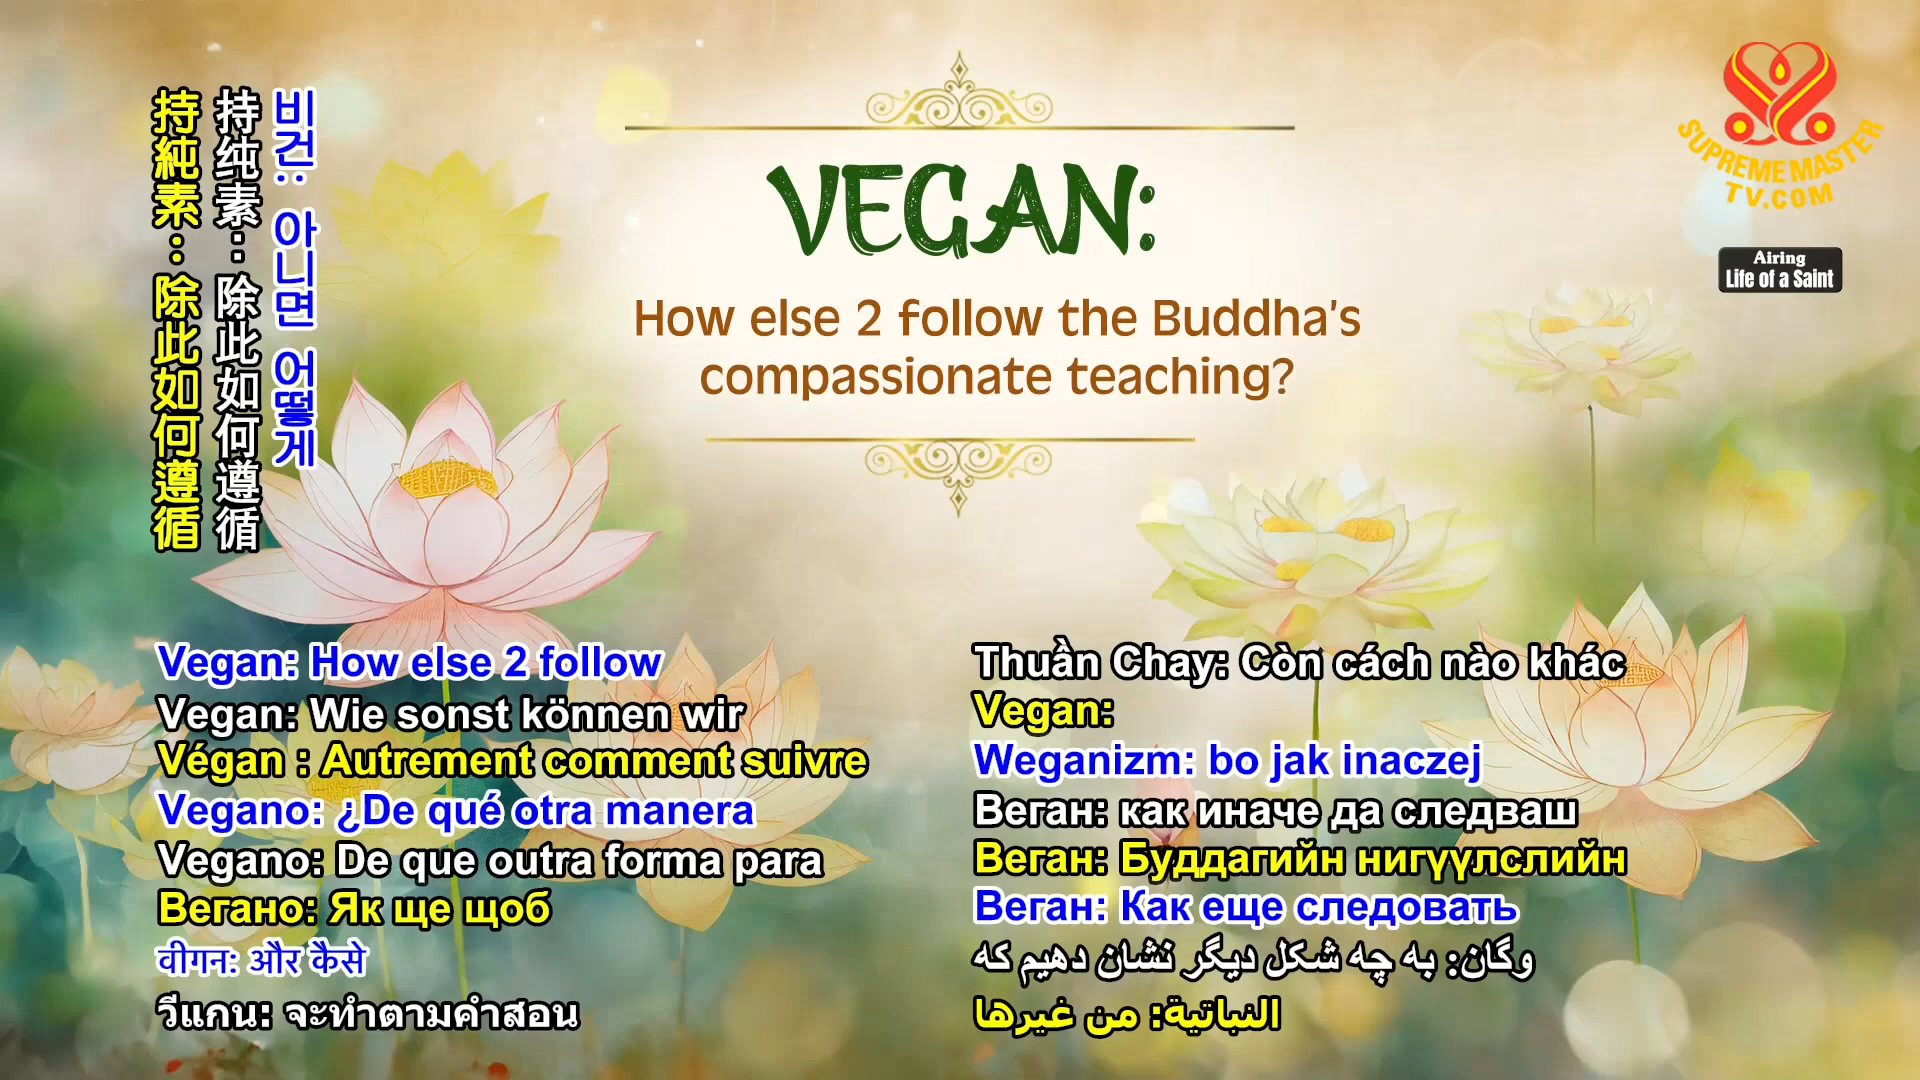 VEGAN:
How else 2 follow the Buddha's
compassionate teaching?
SUPREME MASTER
TV.COM
Airing
Life of a Saint
비건: 아니면 어떻게
持纯素：除此如何遵循
持純素：除此如何遵循
Vegan: How else 2 follow
Vegan: Wie sonst können wir
Végan : Autrement comment suivre
Vegano: ¿De qué otra manera
Vegano: De que outra forma para
Вегано: Як ще щоб
वीगन: और कैसे
วีแกน: จะทำตามคำสอน
Thuần Chay: Còn cách nào khác
Vegan:
Weganizm: bo jak inaczej
Веган: как иначе да следваш
Веган: Буддагийн нигүүлслийн
Веган: Как еще следовать
وگان: به چه شکل دیگر نشان دهیم که
النباتية: من غيرها